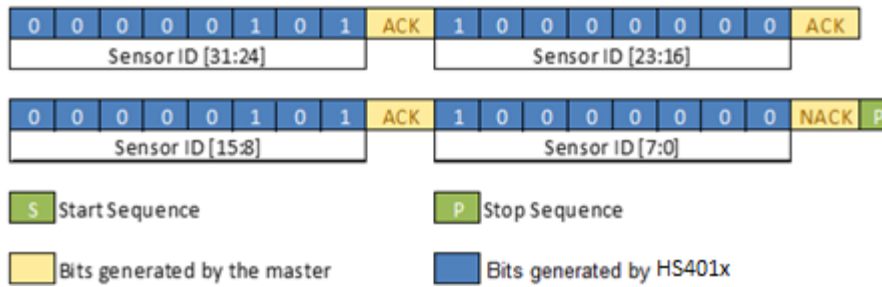 0 0 0 0 0 1 0 1 ACK 1 0 0 0 0 0 0 0 ACK
Sensor ID [31:24] Sensor ID [23:16]
0 0 0 0 0 1 0 1 ACK 1 0 0 0 0 0 0 0 NACK P
Sensor ID [15:8] Sensor ID [7:0]
S Start Sequence P Stop Sequence
Bits generated by the master Bits generated by HS401x